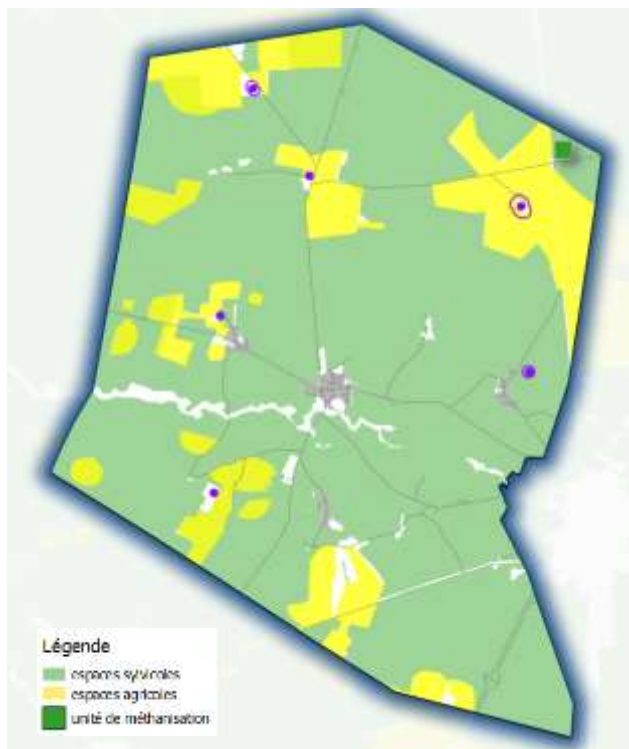 Légende
espaces sylvicoles
espaces agricoles
unité de méthanisation